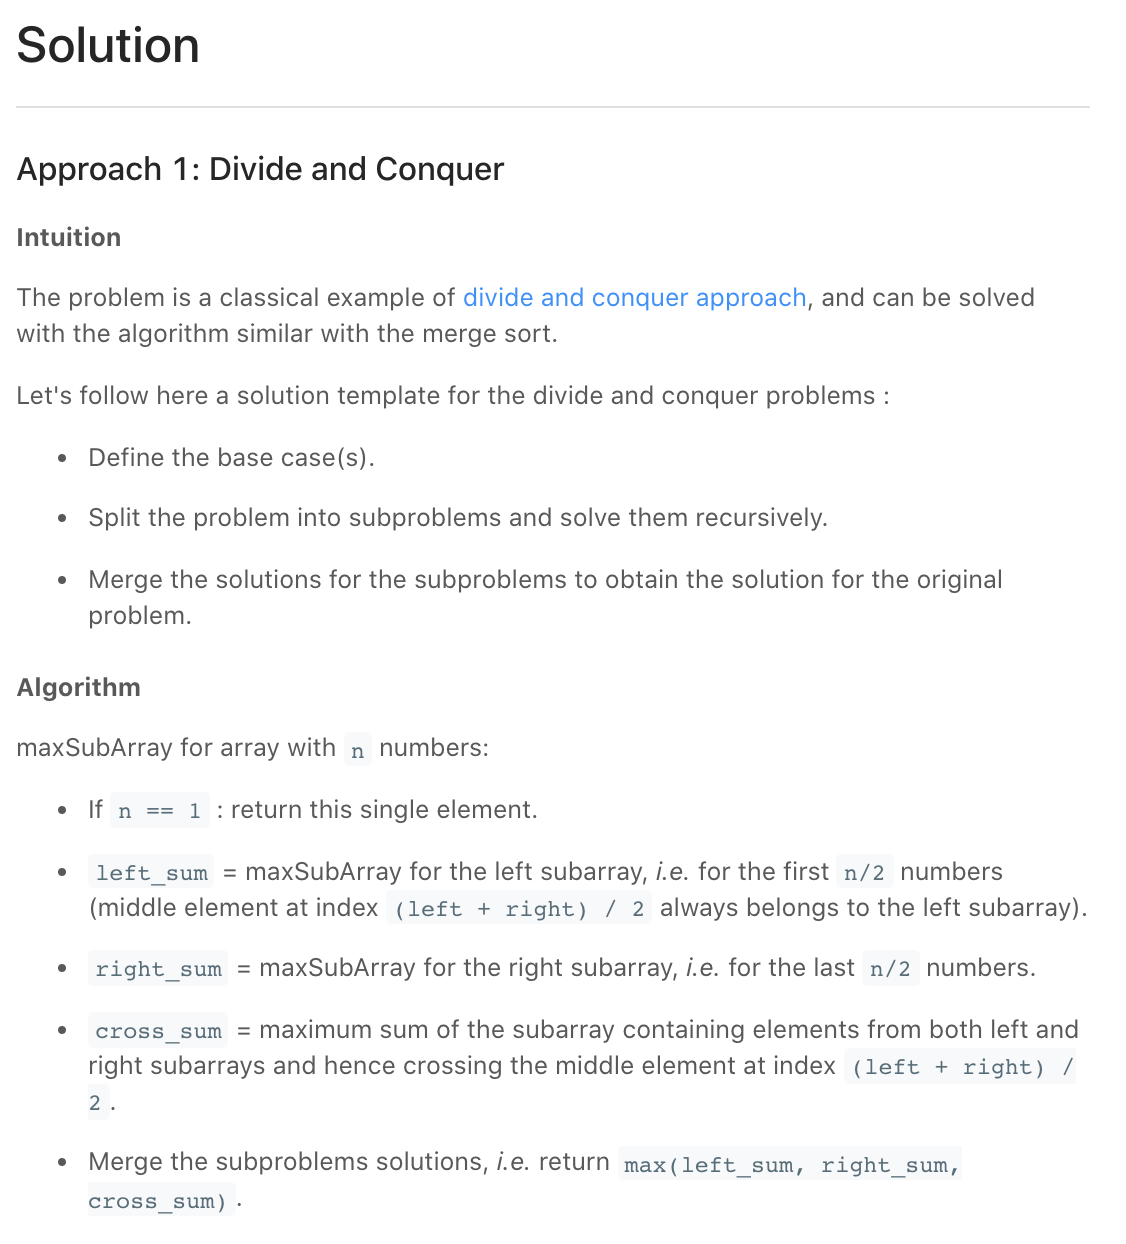 Solution
Approach 1: Divide and Conquer
Intuition
The problem is a classical example of divide and conquer approach, and can be solved
with the algorithm similar with the merge sort.
Let's follow here a solution template for the divide and conquer problems :
• Define the base case(s).
• Split the problem into subproblems and solve them recursively.
• Merge the solutions for the subproblems to obtain the solution for the original
problem.
Algorithm
maxSubArray for array with n numbers:
• If n == 1 : return this single element.
• left_sum = maxSubArray for the left subarray, i.e. for the first n/2 numbers
(middle element at index (left + right) / 2 always belongs to the left subarray).
• right_sum = maxSubArray for the right subarray, i.e. for the last n/2 numbers.
• cross_sum = maximum sum of the subarray containing elements from both left and
right subarrays and hence crossing the middle element at index (left + right) /
2 .
• Merge the subproblems solutions, i.e. return max(left_sum, right_sum,
cross_sum) .